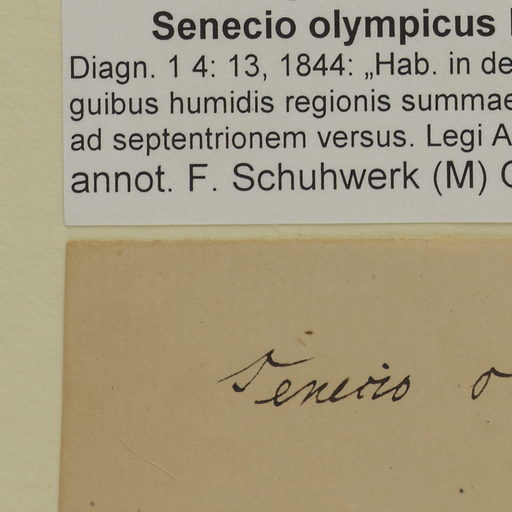 Senecio olympicus
Diagn. 1 4: 13, 1844: „Hab. in de
guibus humidis regionis summae
ad septentrionem versus. Legi A
annot. F. Schuhwerk (M)
Senecio o